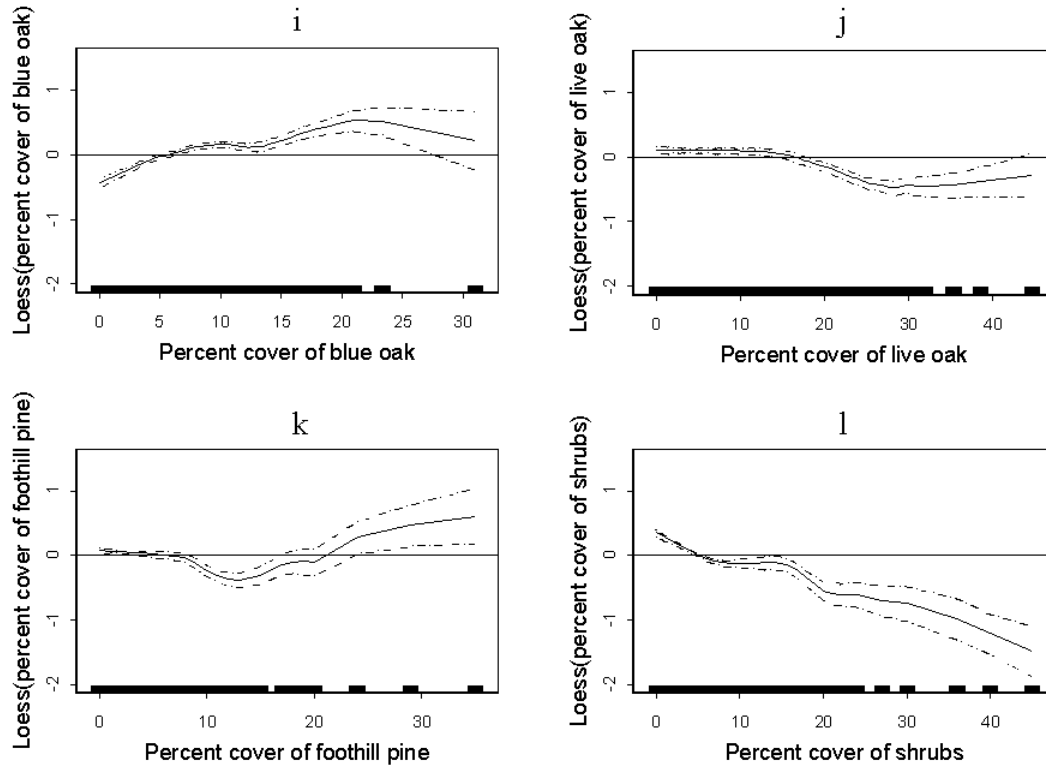 i
Loess(percent cover of blue oak)
1
0
-1
-2
0 5 10 15 20 25 30
Percent cover of blue oak
j
Loess(percent cover of live oak)
1
0
-1
-2
0 10 20 30 40
Percent cover of live oak
k
Loess(percent cover of foothill pine)
1
0
-1
-2
0 10 20 30
Percent cover of foothill pine
l
Loess(percent cover of shrubs)
1
0
-1
-2
0 10 20 30 40
Percent cover of shrubs